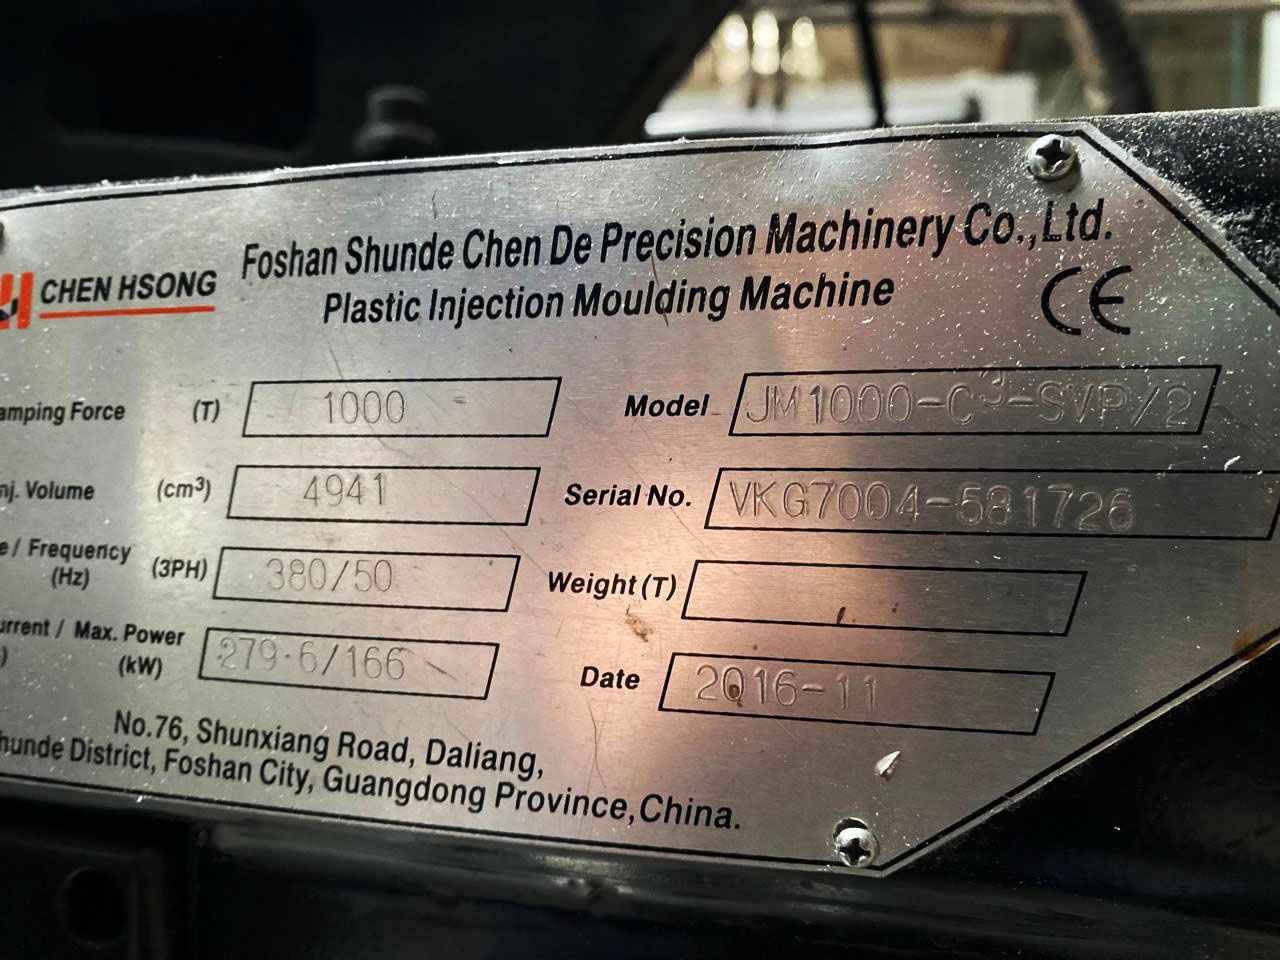 CHEN HSONG
Foshan Shunde Chen De Precision Machinery Co.,Ltd.
Plastic Injection Moulding Machine
CE
amping Force (T) 1000 Model JM1000-C³-SVP/2
nj. Volume (cm³) 4941 Serial No. VKG7004-581726
e / Frequency (Hz) (3PH) 380/50 Weight (T)
urrent / Max. Power
) (kW) 279.6/166 Date 2016-11
No.76, Shunxiang Road, Daliang,
hunde District, Foshan City, Guangdong Province, China.